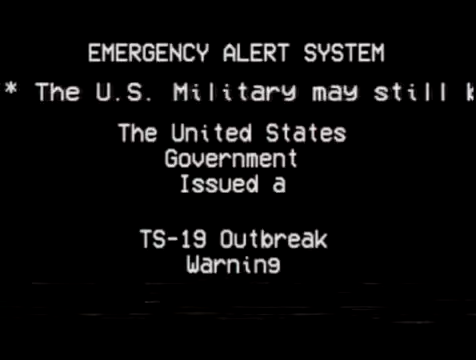 EMERGENCY ALERT SYSTEM
* The U.S. Military may still
The United States
Government
Issued a
TS-19 Outbreak
Warning